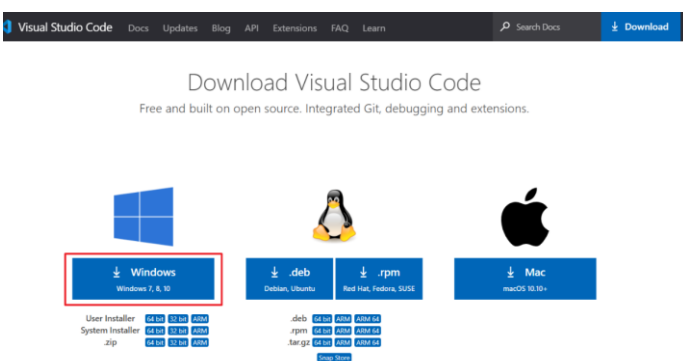 Visual Studio Code Docs Updates Blog API Extensions FAQ Learn Search Docs Download
Download Visual Studio Code
Free and built on open source. Integrated Git, debugging and extensions.
Windows
Windows 7, 8, 10
.deb
Debian, Ubuntu
.rpm
Red Hat, Fedora, SUSE
Mac
macOS 10.10+
User Installer 64 bit 32 bit ARM
System Installer 64 bit 32 bit ARM
.zip 64 bit 32 bit ARM
.deb 64 bit ARM ARM 64
.rpm 64 bit ARM ARM 64
.tar.gz 64 bit ARM ARM 64
Snap Store